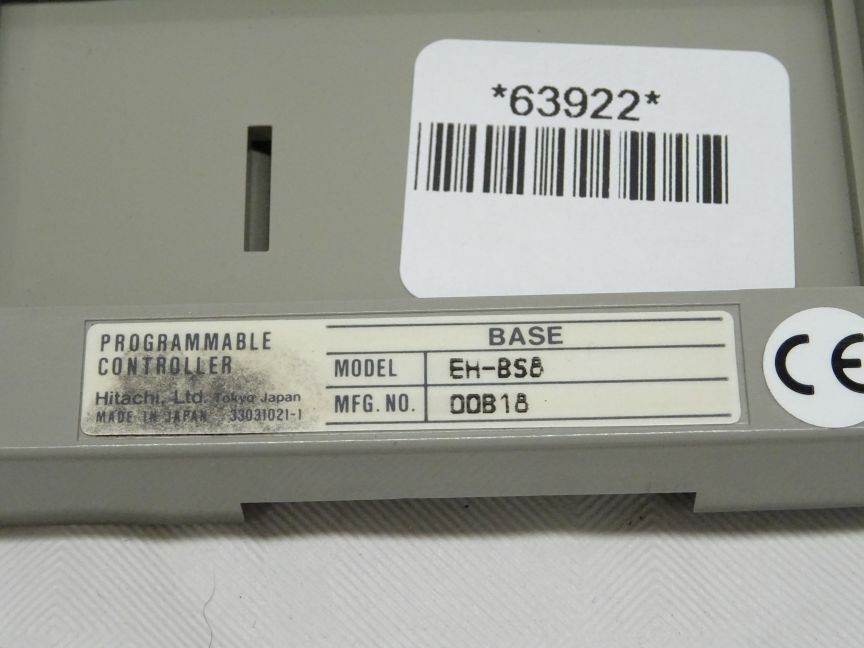 *63922*
BASE
PROGRAMMABLE
CONTROLLER
MODEL EH-BS8
Hitachi, Ltd. Tokyo Japan
MFG. NO. 00B18
MADE IN JAPAN 33031021-1
CE